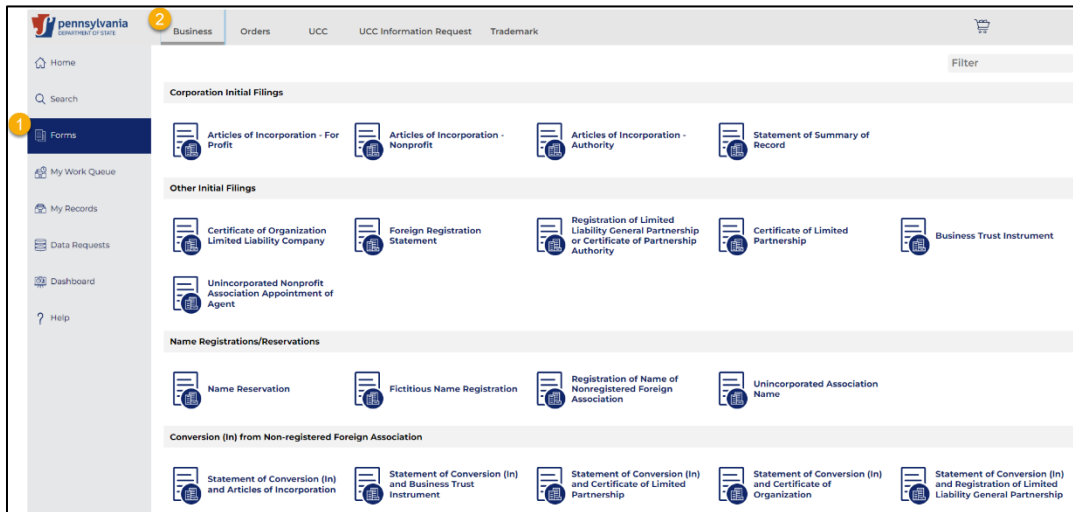 pennsylvania
DEPARTMENT OF STATE
2
Business
Orders
UCC
UCC Information Request
Trademark
Home
Search
1
Forms
My Work Queue
My Records
Data Requests
Dashboard
Help
Filter
Corporation Initial Filings
Articles of Incorporation - For
Profit
Articles of Incorporation -
Nonprofit
Articles of Incorporation -
Authority
Statement of Summary of
Record
Other Initial Filings
Certificate of Organization
Limited Liability Company
Foreign Registration
Statement
Registration of Limited
Liability General Partnership
or Certificate of Partnership
Authority
Certificate of Limited
Partnership
Business Trust Instrument
Unincorporated Nonprofit
Association Appointment of
Agent
Name Registrations/Reservations
Name Reservation
Fictitious Name Registration
Registration of Name of
Nonregistered Foreign
Association
Unincorporated Association
Name
Conversion (In) from Non-registered Foreign Association
Statement of Conversion (In)
and Articles of Incorporation
Statement of Conversion (In)
and Business Trust
Instrument
Statement of Conversion (In)
and Certificate of Limited
Partnership
Statement of Conversion (In)
and Certificate of
Organization
Statement of Conversion (In)
and Registration of Limited
Liability General Partnership